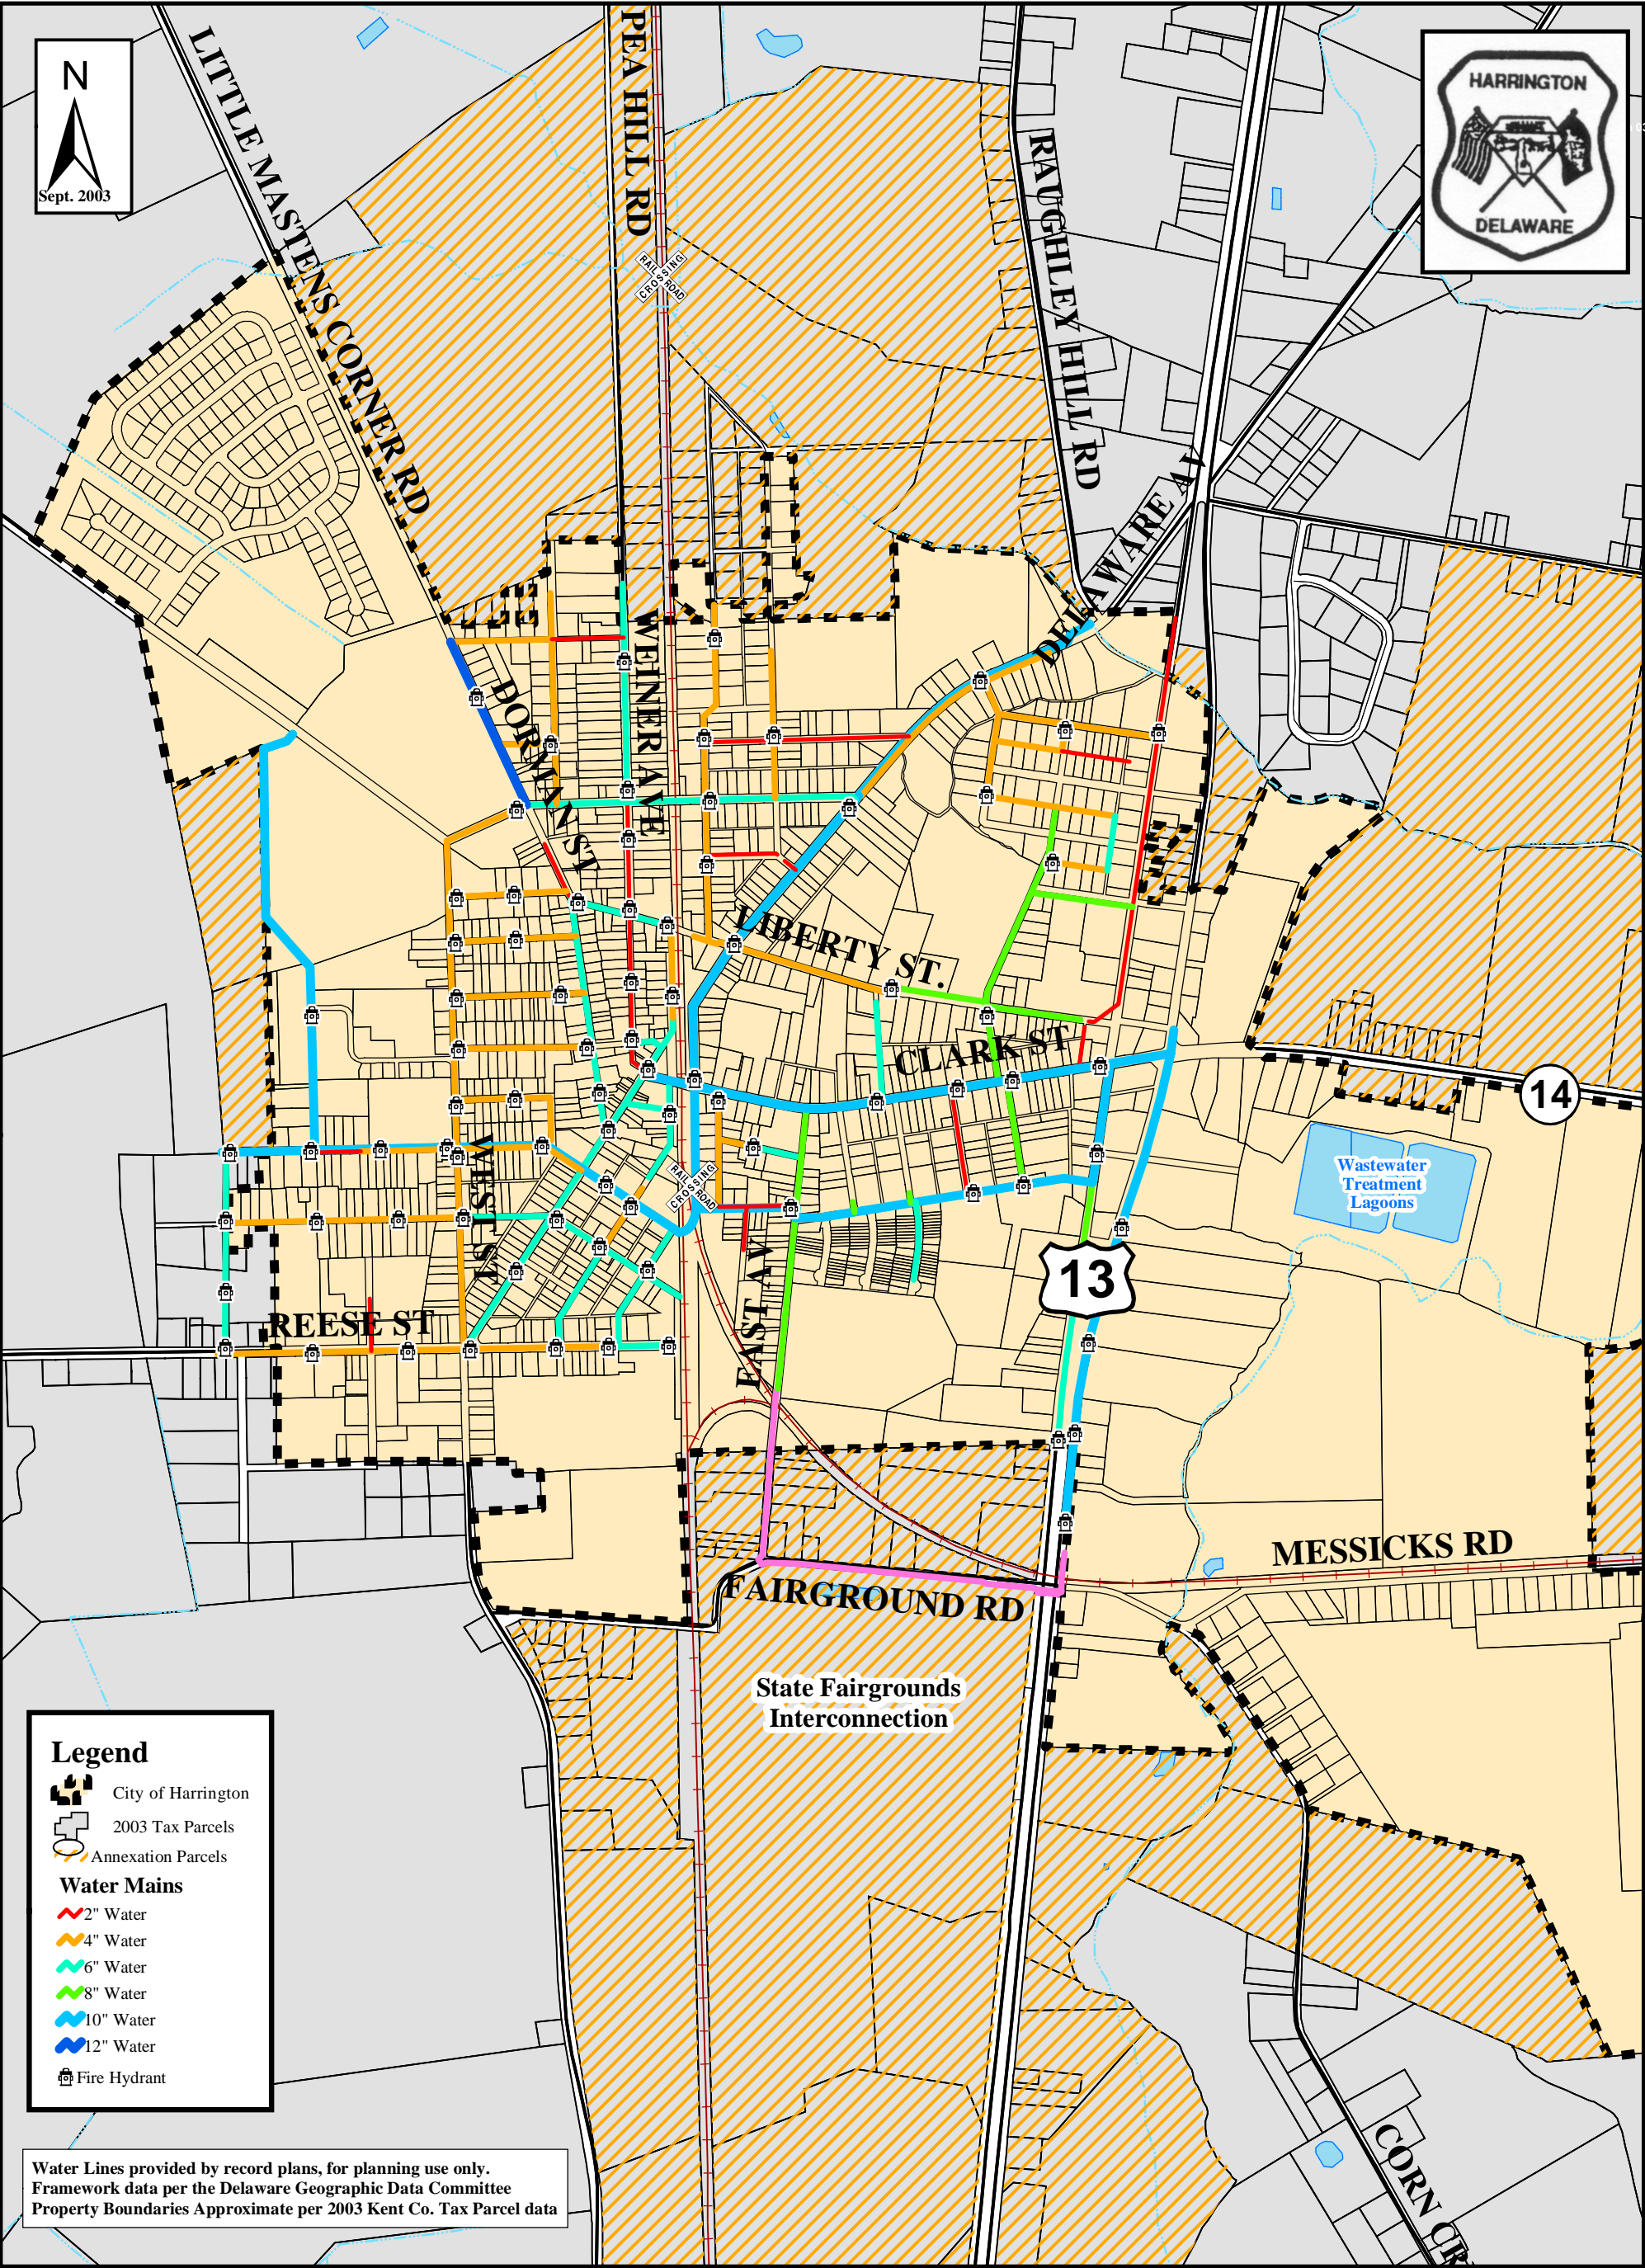 N
Sept. 2003
LITTLE MASTENS CORNER RD
PEA HILL RD
RAUGHLEY HILL RD
HARRINGTON
DELAWARE
RAIL ROAD
CROSSING
DELAWARE AV
DORMAN ST
WEINER AVE
LIBERTY ST.
CLARK ST
14
WEST ST
RAIL ROAD
CROSSING
Wastewater
Treatment
Lagoons
EAST AV
13
REESE ST
MESSICKS RD
FAIRGROUND RD
State Fairgrounds
Interconnection
Legend
City of Harrington
2003 Tax Parcels
Annexation Parcels
Water Mains
2" Water
4" Water
6" Water
8" Water
10" Water
12" Water
Fire Hydrant
CORN CR
Water Lines provided by record plans, for planning use only.
Framework data per the Delaware Geographic Data Committee
Property Boundaries Approximate per 2003 Kent Co. Tax Parcel data